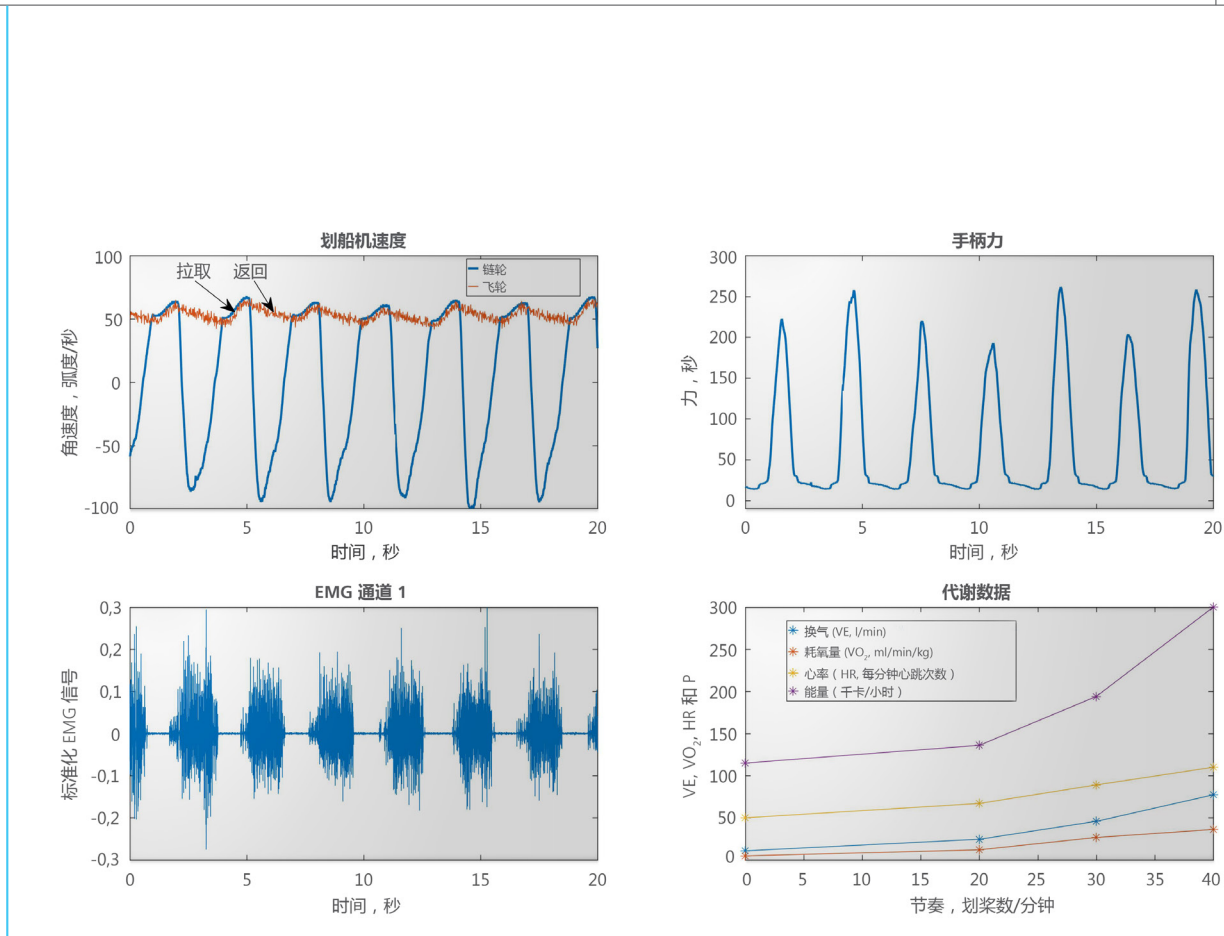 划船机速度
100
50
0
-50
-100
角速度，弧度/秒
拉取
返回
链轮
飞轮
0 5 10 15 20
时间，秒
手柄力
300
250
200
150
100
50
0
力，秒
0 5 10 15 20
时间，秒
EMG 通道 1
0,3
0,2
0,1
0
-0,1
-0,2
-0,3
标准化 EMG 信号
0 5 10 15 20
时间，秒
代谢数据
300
250
200
150
100
50
0
VE, VO₂, HR 和 P
换气 (VE, l/min)
耗氧量 (VO₂, ml/min/kg)
心率（HR, 每分钟心跳次数）
能量（千卡/小时）
0 5 10 15 20 25 30 35 40
节奏，划桨数/分钟